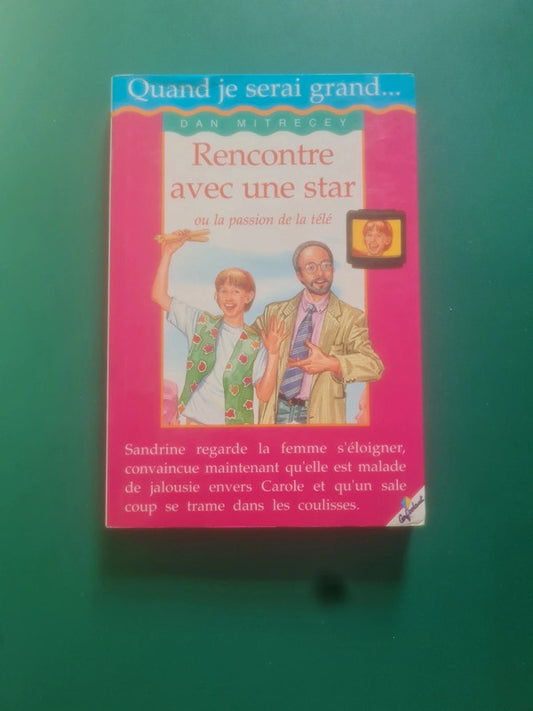 Quand je serai grand...
DAN MITRECEY
Rencontre
avec une star
ou la passion de la télé
Sandrine regarde la femme s'éloigner,
convaincue maintenant qu'elle est malade
de jalousie envers Carole et qu'un sale
coup se trame dans les coulisses.